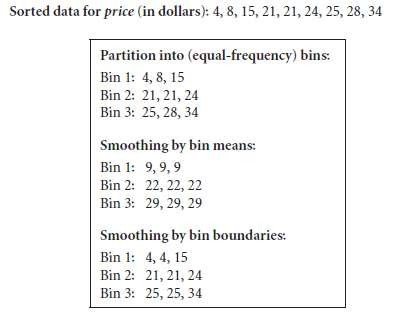 Sorted data for price (in dollars): 4, 8, 15, 21, 21, 24, 25, 28, 34
Partition into (equal-frequency) bins:
Bin 1: 4, 8, 15
Bin 2: 21, 21, 24
Bin 3: 25, 28, 34
Smoothing by bin means:
Bin 1: 9, 9, 9
Bin 2: 22, 22, 22
Bin 3: 29, 29, 29
Smoothing by bin boundaries:
Bin 1: 4, 4, 15
Bin 2: 21, 21, 24
Bin 3: 25, 25, 34